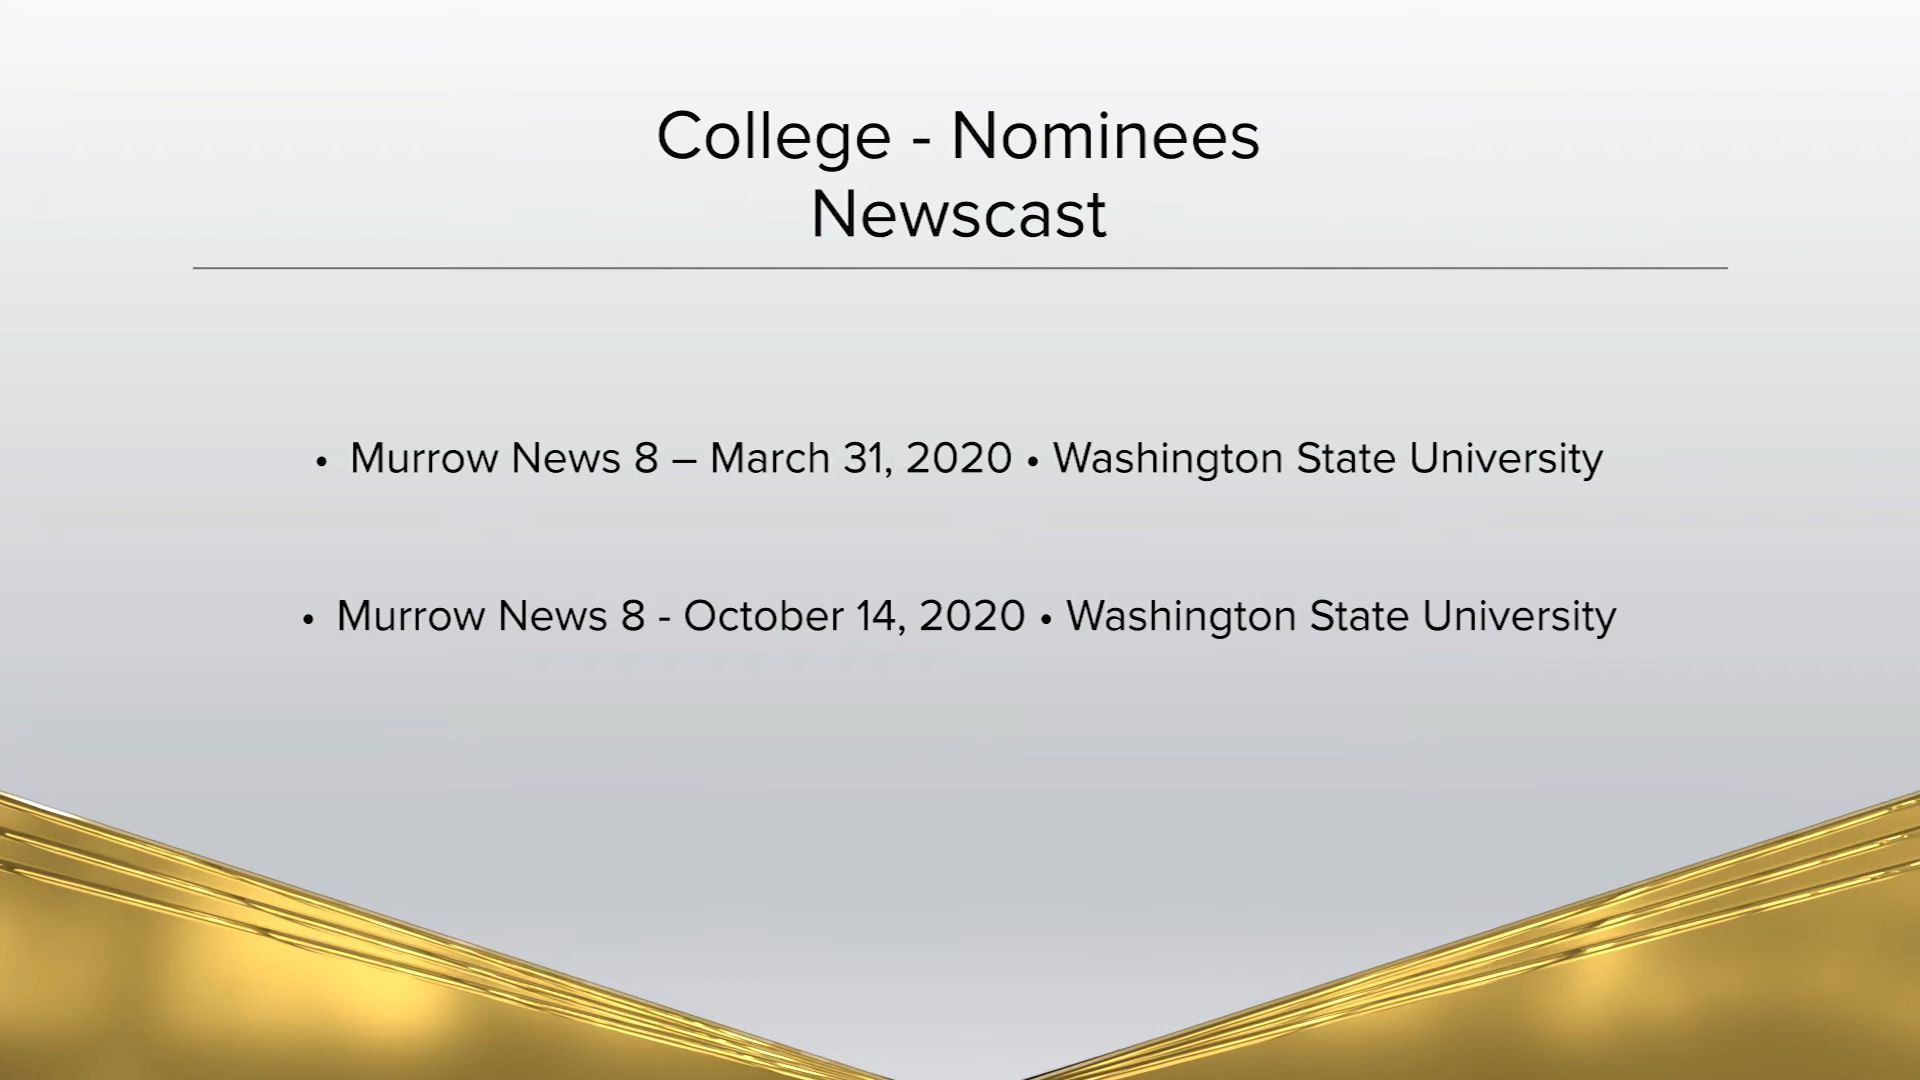 College - Nominees
Newscast
• Murrow News 8 – March 31, 2020 • Washington State University
• Murrow News 8 - October 14, 2020 • Washington State University